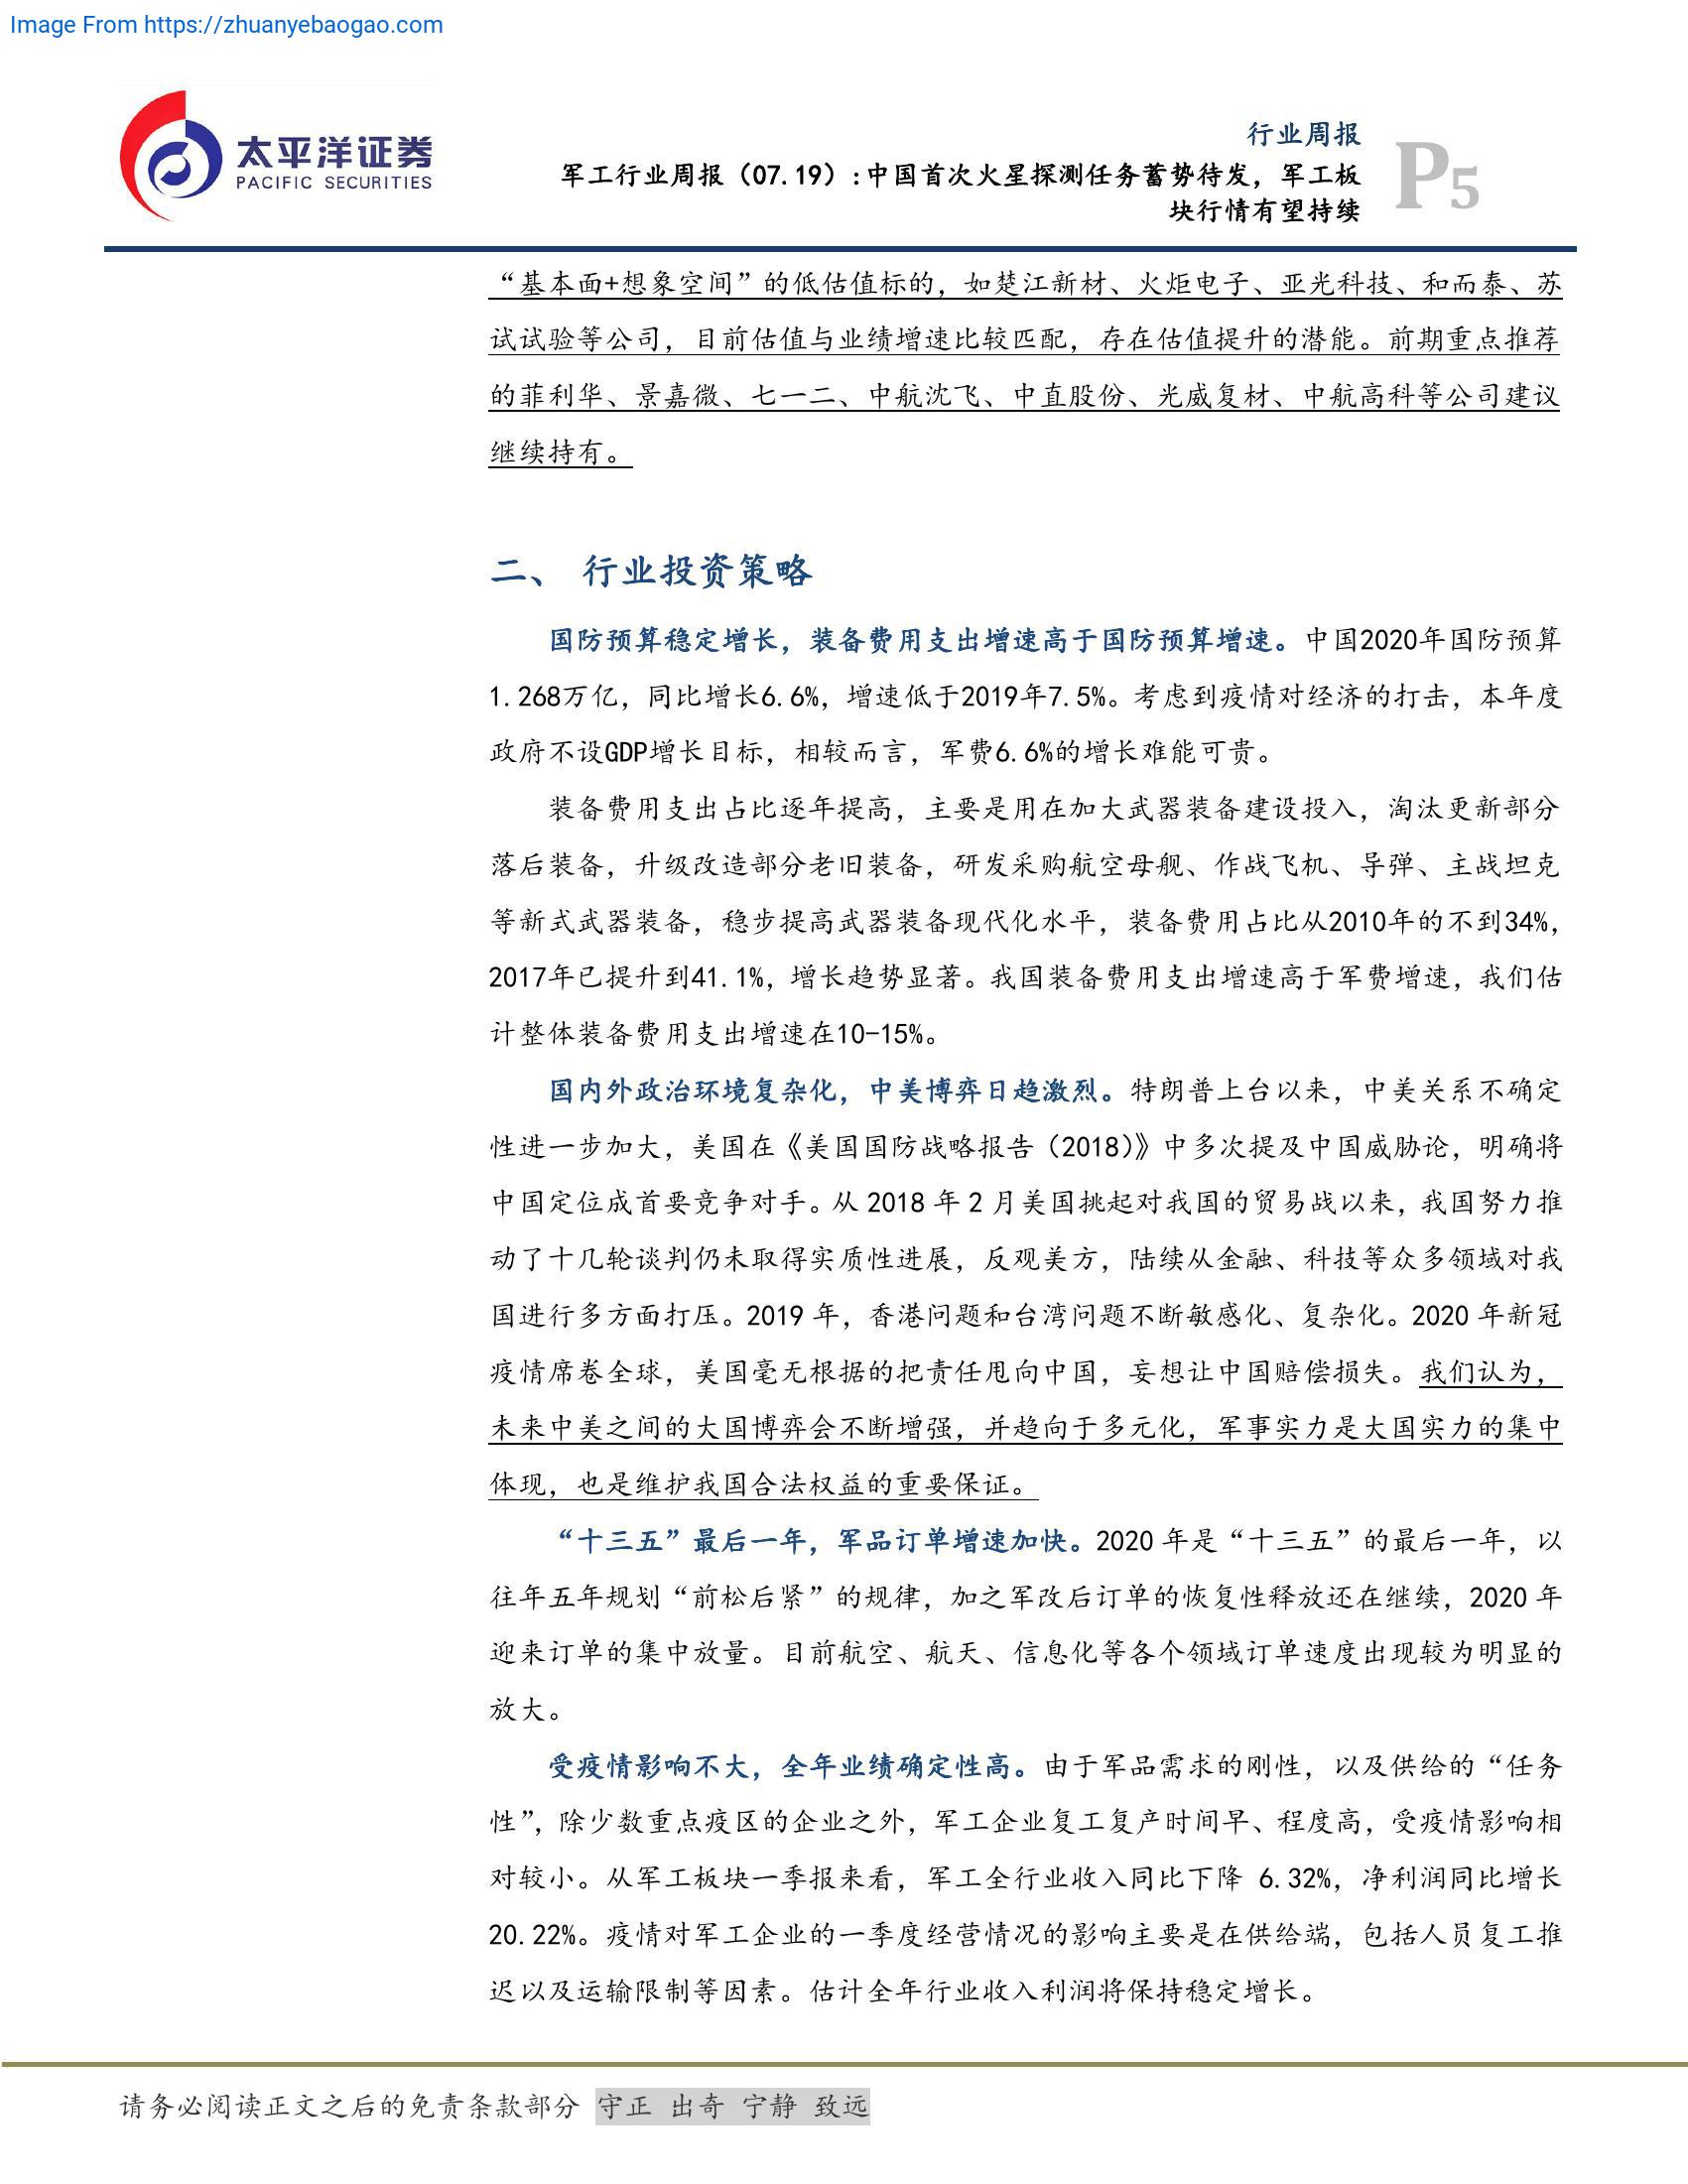 Image From https://zhuanyebaogao.com
太平洋证券
PACIFIC SECURITIES
行业周报
军工行业周报（07.19）:中国首次火星探测任务蓄势待发，军工板
块行情有望持续
P5
“基本面+想象空间”的低估值标的，如楚江新材、火炬电子、亚光科技、和而泰、苏
试试验等公司，目前估值与业绩增速比较匹配，存在估值提升的潜能。前期重点推荐
的菲利华、景嘉微、七一二、中航沈飞、中直股份、光威复材、中航高科等公司建议
继续持有。
二、 行业投资策略
国防预算稳定增长，装备费用支出增速高于国防预算增速。中国2020年国防预算
1.268万亿，同比增长6.6%，增速低于2019年7.5%。考虑到疫情对经济的打击，本年度
政府不设GDP增长目标，相较而言，军费6.6%的增长难能可贵。
装备费用支出占比逐年提高，主要是用在加大武器装备建设投入，淘汰更新部分
落后装备，升级改造部分老旧装备，研发采购航空母舰、作战飞机、导弹、主战坦克
等新式武器装备，稳步提高武器装备现代化水平，装备费用占比从2010年的不到34%，
2017年已提升到41.1%，增长趋势显著。我国装备费用支出增速高于军费增速，我们估
计整体装备费用支出增速在10-15%。
国内外政治环境复杂化，中美博弈日趋激烈。特朗普上台以来，中美关系不确定
性进一步加大，美国在《美国国防战略报告（2018）》中多次提及中国威胁论，明确将
中国定位成首要竞争对手。从 2018 年 2 月美国挑起对我国的贸易战以来，我国努力推
动了十几轮谈判仍未取得实质性进展，反观美方，陆续从金融、科技等众多领域对我
国进行多方面打压。2019 年，香港问题和台湾问题不断敏感化、复杂化。2020 年新冠
疫情席卷全球，美国毫无根据的把责任甩向中国，妄想让中国赔偿损失。我们认为，
未来中美之间的大国博弈会不断增强，并趋向于多元化，军事实力是大国实力的集中
体现，也是维护我国合法权益的重要保证。
“十三五”最后一年，军品订单增速加快。2020 年是“十三五”的最后一年，以
往年五年规划“前松后紧”的规律，加之军改后订单的恢复性释放还在继续，2020 年
迎来订单的集中放量。目前航空、航天、信息化等各个领域订单速度出现较为明显的
放大。
受疫情影响不大，全年业绩确定性高。由于军品需求的刚性，以及供给的“任务
性”，除少数重点疫区的企业之外，军工企业复工复产时间早、程度高，受疫情影响相
对较小。从军工板块一季报来看，军工全行业收入同比下降 6.32%，净利润同比增长
20.22%。疫情对军工企业的一季度经营情况的影响主要是在供给端，包括人员复工推
迟以及运输限制等因素。估计全年行业收入利润将保持稳定增长。
请务必阅读正文之后的免责条款部分 守正 出奇 宁静 致远